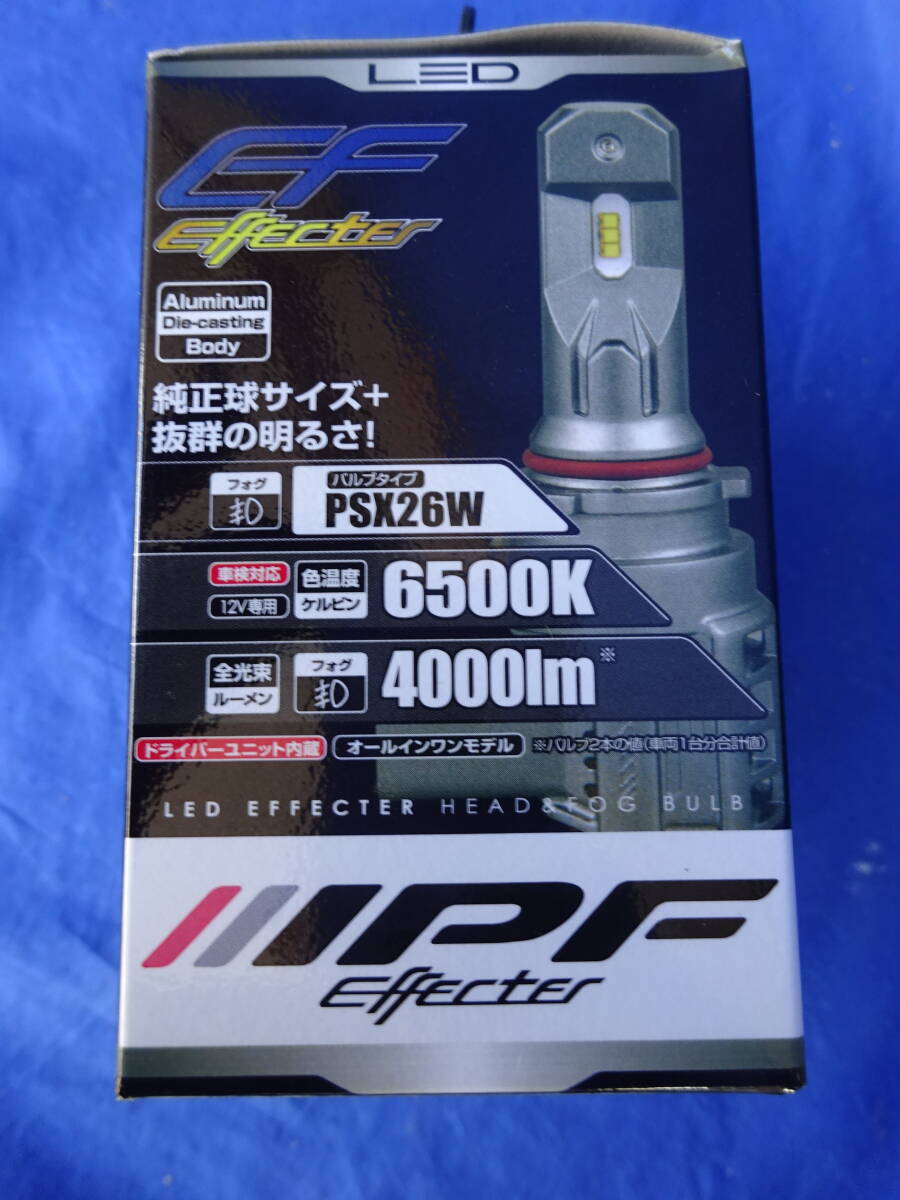 LED
EF
Effecter
Aluminum
Die-casting
Body
純正球サイズ+
抜群の明るさ!
フォグ
バルブタイプ
PSX26W
車検対応
12V専用
色温度
ケルビン
6500K
全光束
ルーメン
フォグ
4000lm※
ドライバーユニット内蔵
オールインワンモデル
※バルブ2本の値(車両1台分合計値)
LED EFFECTER HEAD&FOG BULB
IPF
Effecter